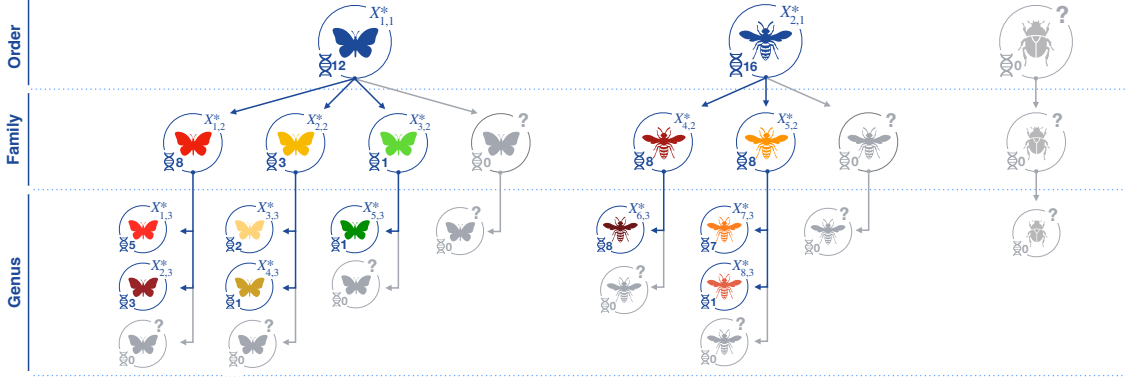 Order
X*1,1
12
X*2,1
16
?
0
Family
X*1,2
8
X*2,2
3
X*3,2
1
?
0
X*4,2
8
X*5,2
8
?
0
?
0
Genus
X*1,3
5
X*3,3
2
X*5,3
1
?
0
X*6,3
8
X*7,3
7
?
0
?
0
X*2,3
3
X*4,3
1
?
0
?
0
X*8,3
1
?
0
?
0
?
0